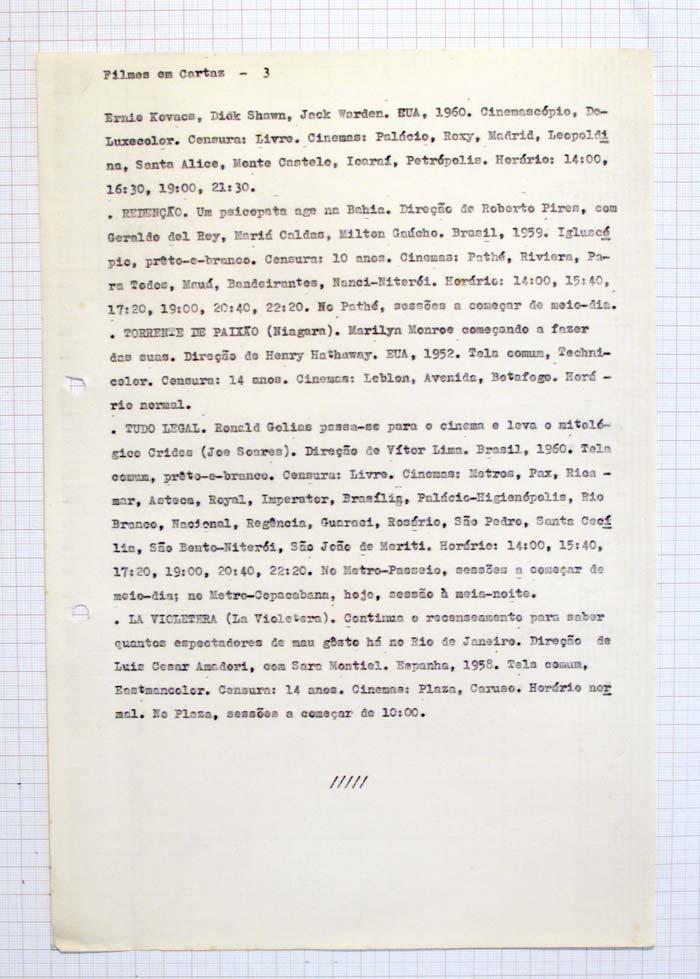 Filmes em Cartaz - 3
Ernie Kovacs, Didk Shawn, Jack Warden. EUA, 1960. Cinemascópio, De-
Luxecolor. Censura: Livre. Cinemas: Palácio, Roxy, Madrid, Leopoldi
na, Santa Alice, Monte Castelo, Icaraí, Petrópolis. Horário: 14:00,
16:30, 19:00, 21:30.
. REDENÇÃO. Um psicopata age na Bahia. Direção de Roberto Pires, com
Geraldo del Rey, Mariá Caldas, Milton Gaúcho. Brasil, 1959. Igluscó
pio, prêto-e-branco. Censura: 10 anos. Cinemas: Pathé, Riviera, Pa-
ra Todos, Mauá, Bandeirantes, Nanci-Niterói. Horário: 14:00, 15:40,
17:20, 19:00, 20:40, 22:20. No Pathé, sessões a começar de meio-dia.
. TORRENTE DE PAIXÃO (Niagara). Marilyn Monroe começando a fazer
das suas. Direção de Henry Hathaway. EUA, 1952. Tela comum, Techni-
color. Censura: 14 anos. Cinemas: Leblon, Avenida, Botafogo. Horá -
rio normal.
. TUDO LEGAL. Ronald Golias passa-se para o cinema e leva o mitoló-
gico Crides (Joe Soares). Direção de Vítor Lima. Brasil, 1960. Tela
comum, prêto-e-branco. Censura: Livre. Cinemas: Metros, Pax, Rica -
mar, Asteca, Royal, Imperator, Brasília, Palácio-Higienópolis, Rio
Branco, Nacional, Regência, Guaraci, Rosário, São Pedro, Santa Cecí
lia, São Bento-Niterói, São João de Meriti. Horário: 14:00, 15:40,
17:20, 19:00, 20:40, 22:20. No Metro-Passeio, sessões a começar de
meio-dia; no Metro-Copacabana, hoje, sessão à meia-noite.
. LA VIOLETERA (La Violetera). Continua o recenseamento para saber
quantos espectadores de mau gôsto há no Rio de Janeiro. Direção de
Luis Cesar Amadori, com Sara Montiel. Espanha, 1958. Tela comum,
Eastmancolor. Censura: 14 anos. Cinemas: Plaza, Caruso. Horário nor
mal. No Plaza, sessões a começar de 10:00.
/////